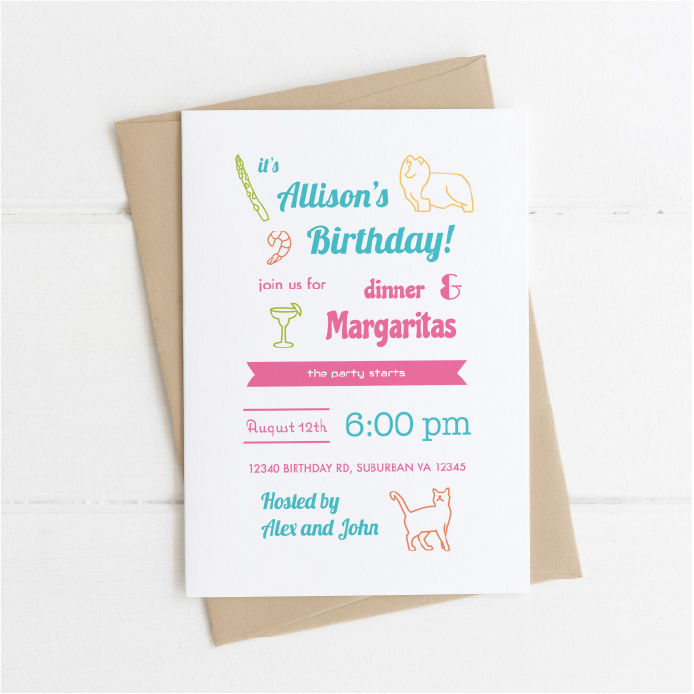 it's
Allison's
Birthday!
join us for dinner &
Margaritas
the party starts
August 12th 6:00 pm
12340 BIRTHDAY RD, SUBURBAN VA 12345
Hosted by
Alex and John